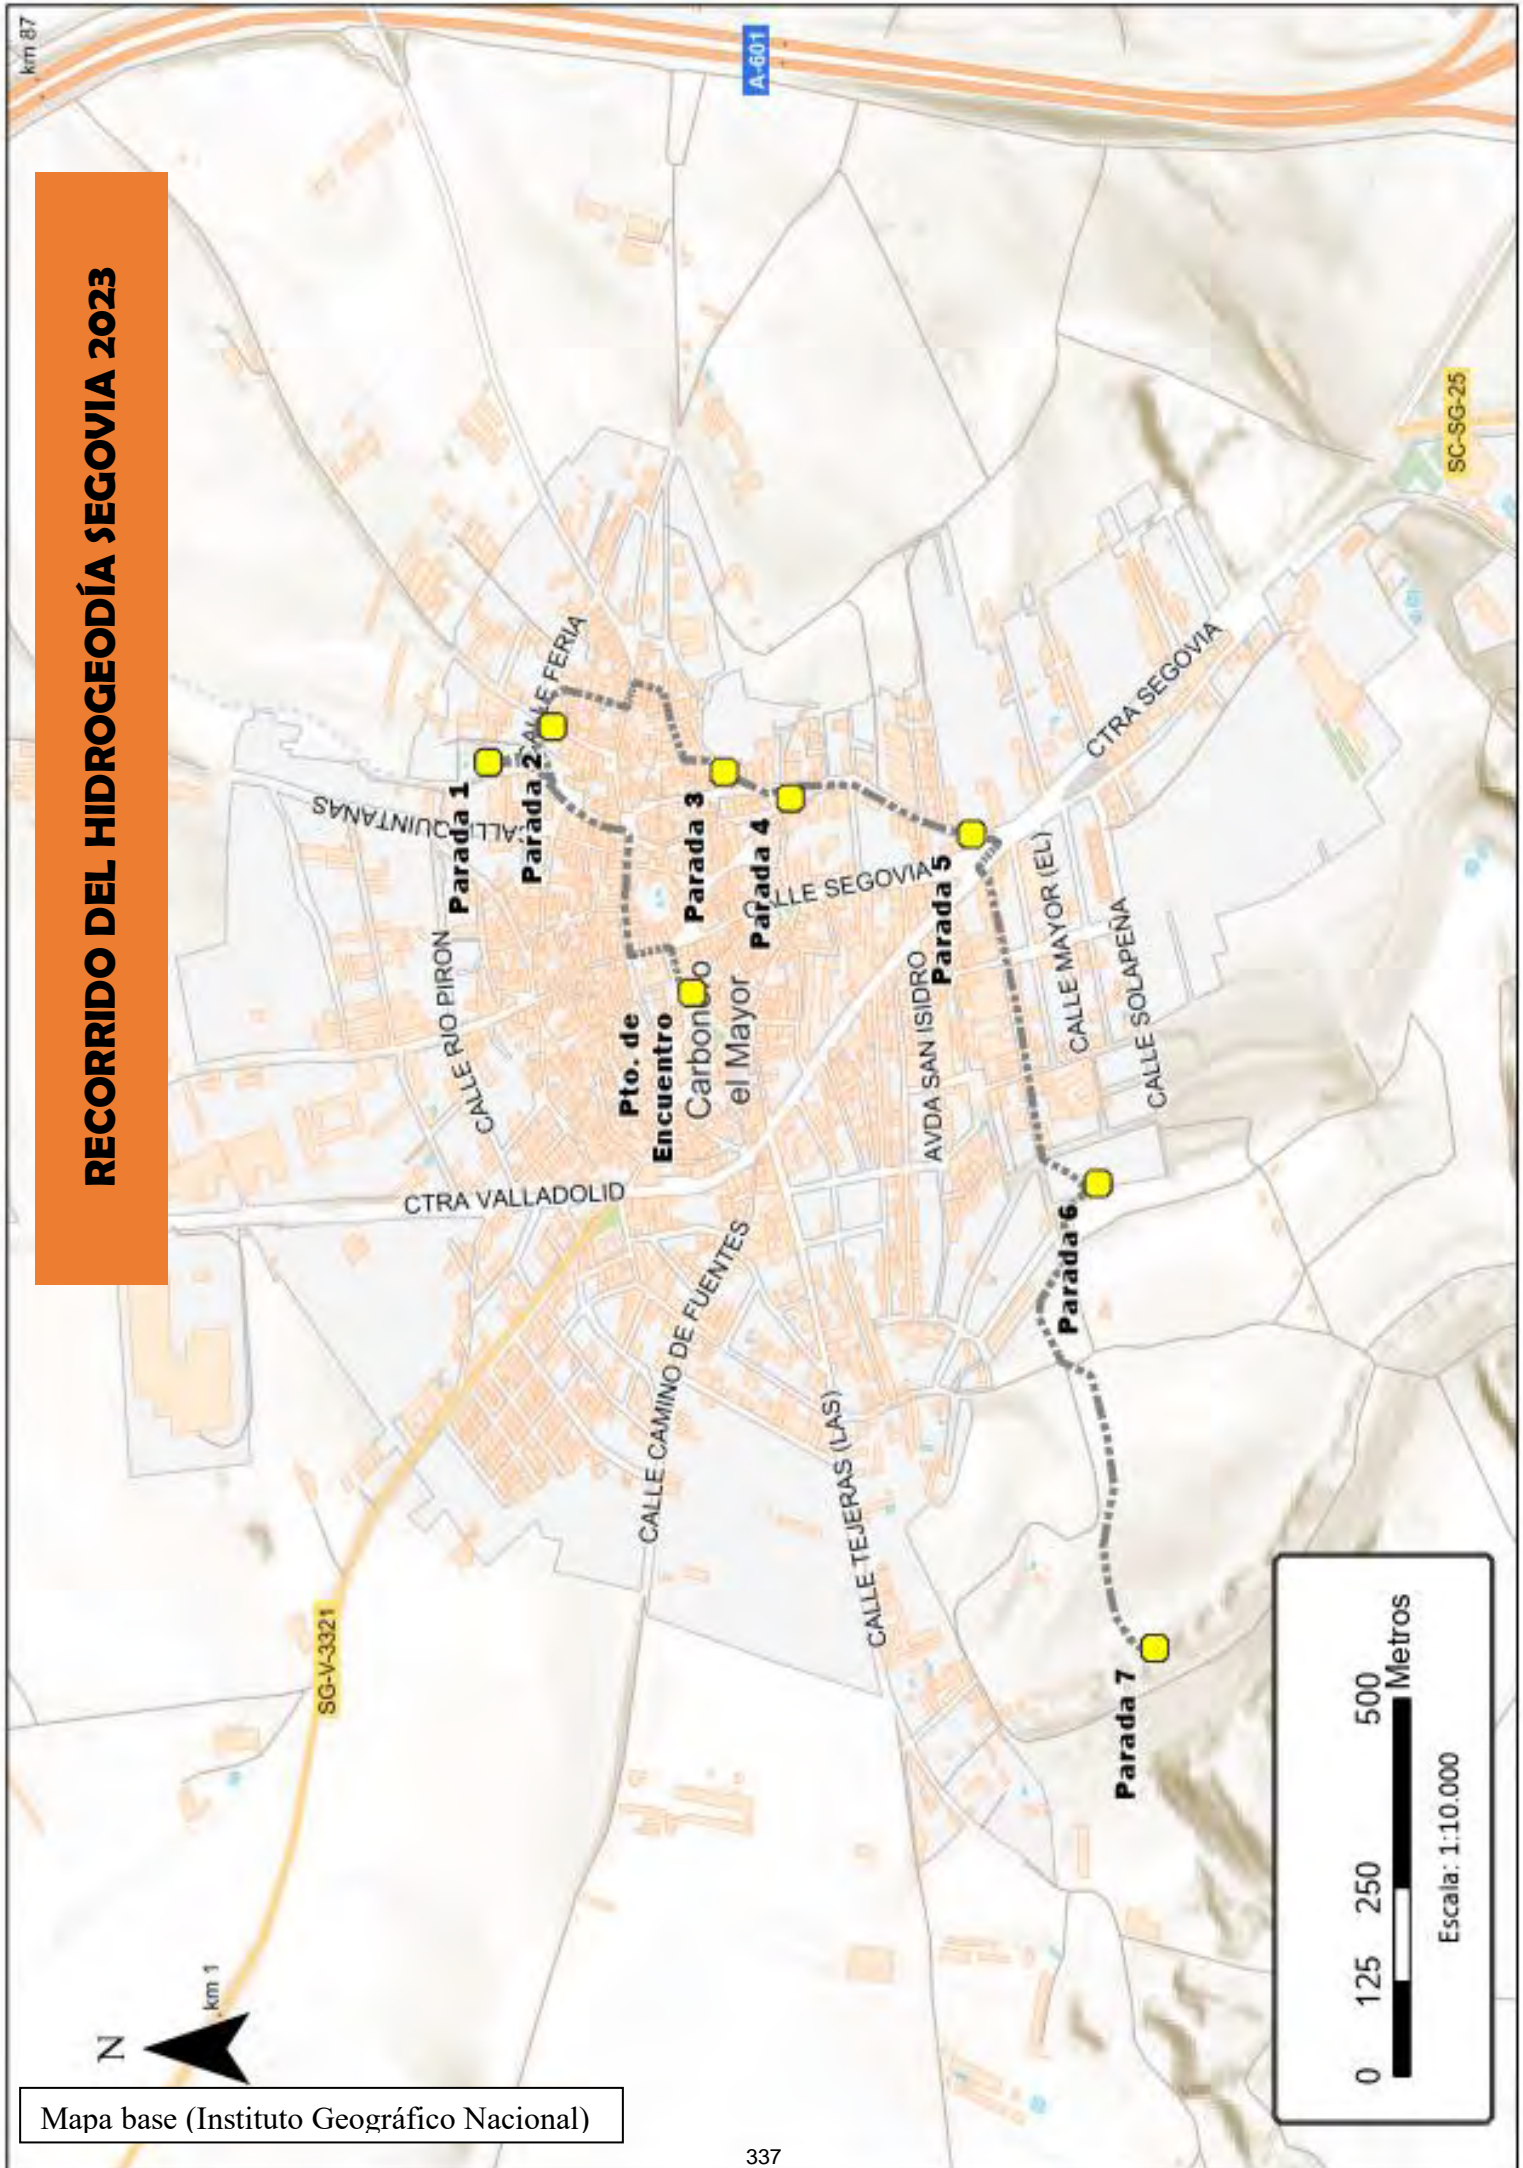 RECORRIDO DEL HIDROGEODÍA SEGOVIA 2023
km 87
A-601
SC-SG-25
CALLE FERIA
Parada 1
Parada 2
Parada 3
Parada 4
Parada 5
Parada 6
Parada 7
CALLE SEGOVIA
CTRA SEGOVIA
CALLE MAYOR (EL)
CALLE SOLAPEÑA
AVDA SAN ISIDRO
CALLE RIO PIRON
Pto. de
Encuentro
el Mayor
CTRA VALLADOLID
CALLE CAMINO DE FUENTES
CALLE TEJERAS (LAS)
SG-V-3321
km 1
N
0 125 250 500
Metros
Escala: 1:10.000
Mapa base (Instituto Geográfico Nacional)
337